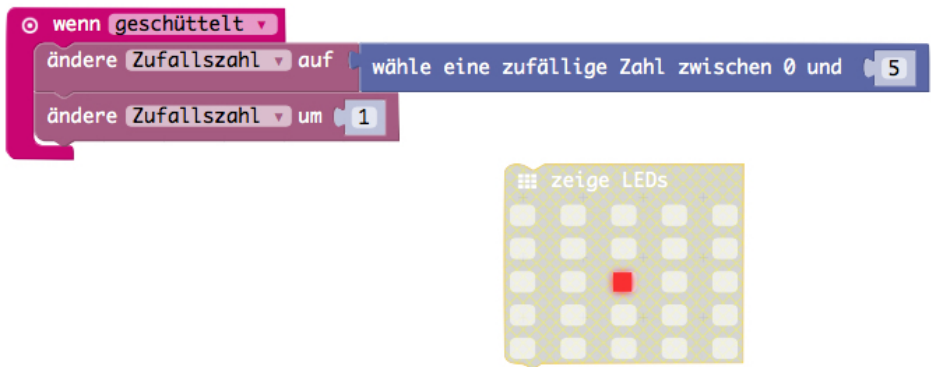 wenn geschüttelt
ändere Zufallszahl auf wähle eine zufällige Zahl zwischen 0 und 5
ändere Zufallszahl um 1
zeige LEDs